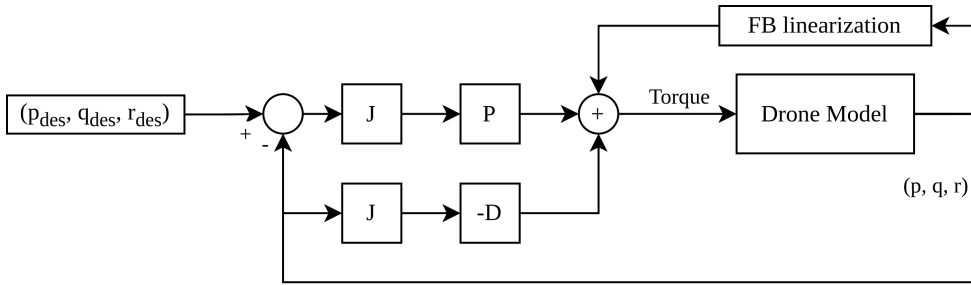 FB linearization
(p_des, q_des, r_des)
+
-
J
P
+
Torque
Drone Model
(p, q, r)
J
-D